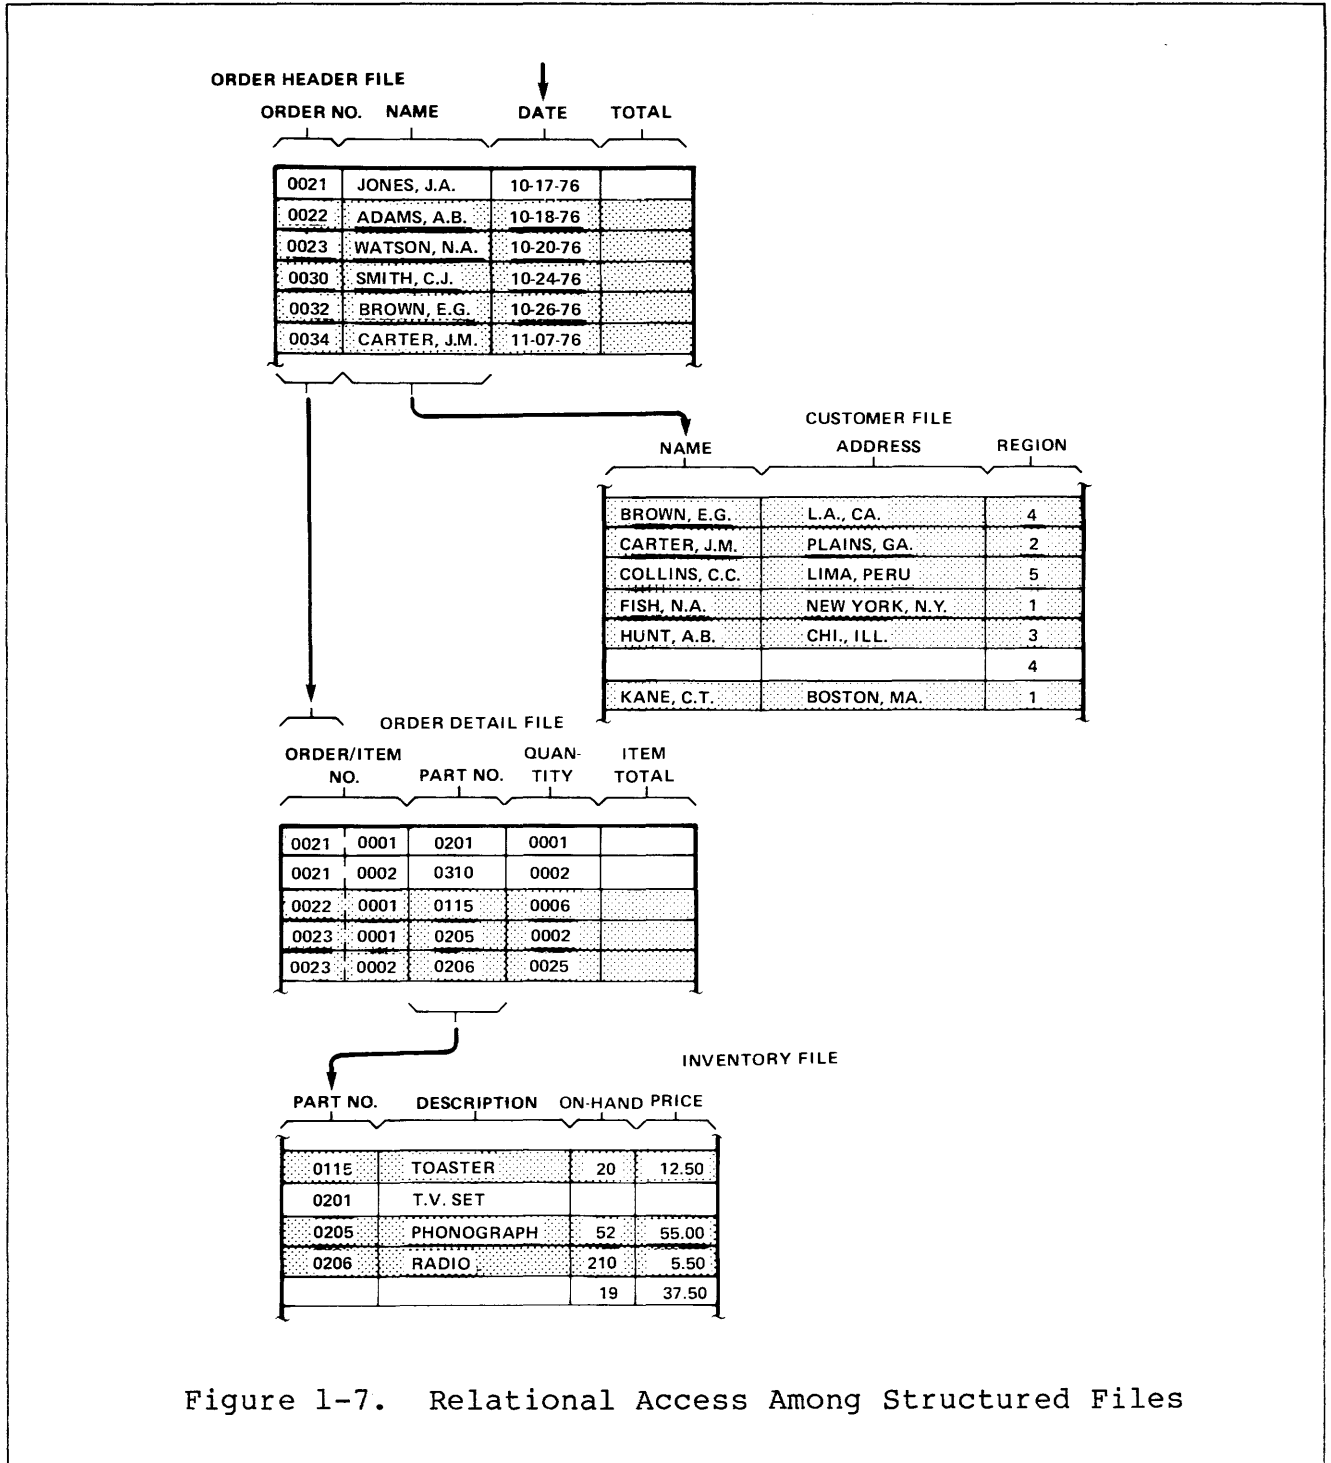 ORDER HEADER FILE
ORDER NO. NAME DATE TOTAL
0021 JONES, J.A. 10-17-76
0022 ADAMS, A.B. 10-18-76
0023 WATSON, N.A. 10-20-76
0030 SMITH, C.J. 10-24-76
0032 BROWN, E.G. 10-26-76
0034 CARTER, J.M. 11-07-76
CUSTOMER FILE
NAME ADDRESS REGION
BROWN, E.G. L.A., CA. 4
CARTER, J.M. PLAINS, GA. 2
COLLINS, C.C. LIMA, PERU 5
FISH, N.A. NEW YORK, N.Y. 1
HUNT, A.B. CHI., ILL. 3
4
KANE, C.T. BOSTON, MA. 1
ORDER DETAIL FILE
ORDER/ITEM QUAN- ITEM
NO. PART NO. TITY TOTAL
0021 0001 0201 0001
0021 0002 0310 0002
0022 0001 0115 0006
0023 0001 0205 0002
0023 0002 0206 0025
INVENTORY FILE
PART NO. DESCRIPTION ON-HAND PRICE
0115 TOASTER 20 12.50
0201 T.V. SET
0205 PHONOGRAPH 52 55.00
0206 RADIO 210 5.50
19 37.50
Figure 1-7. Relational Access Among Structured Files